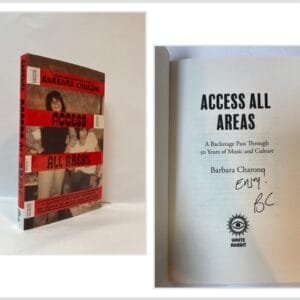 BARBARA CHARONE
ACCESS
ALL AREAS
ACCESS ALL
AREAS
A Backstage Pass Through
50 Years of Music and Culture
Barbara Charone
Enjoy.
BC
WHITE
RABBIT